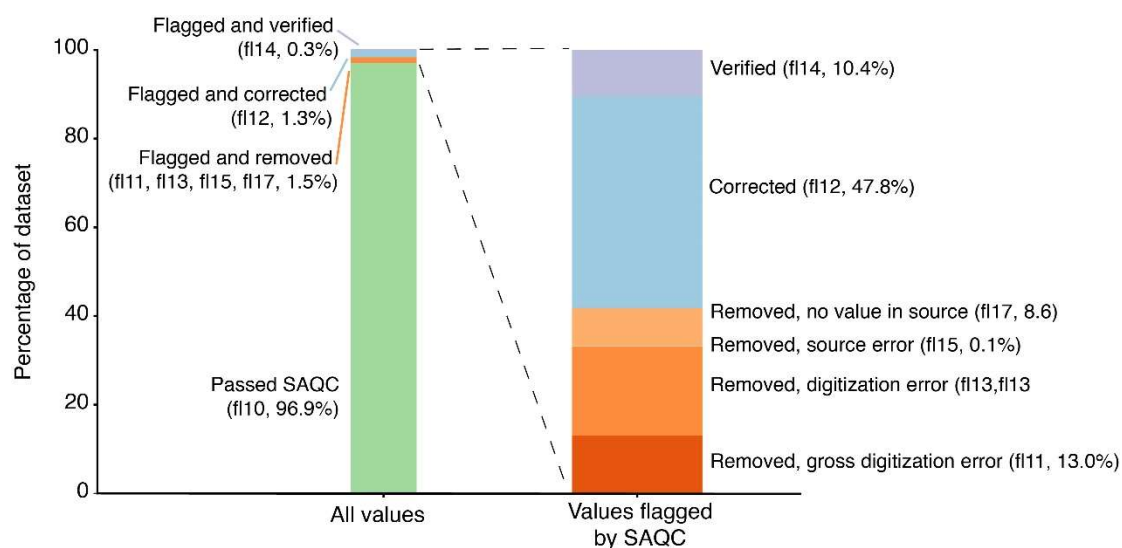 Flagged and verified
(fl14, 0.3%)
Flagged and corrected
(fl12, 1.3%)
Flagged and removed
(fl11, fl13, fl15, fl17, 1.5%)
Passed SAQC
(fl10, 96.9%)
Percentage of dataset
100
80
60
40
20
0
All values
Verified (fl14, 10.4%)
Corrected (fl12, 47.8%)
Removed, no value in source (fl17, 8.6)
Removed, source error (fl15, 0.1%)
Removed, digitization error (fl13,fl13
Removed, gross digitization error (fl11, 13.0%)
Values flagged
by SAQC